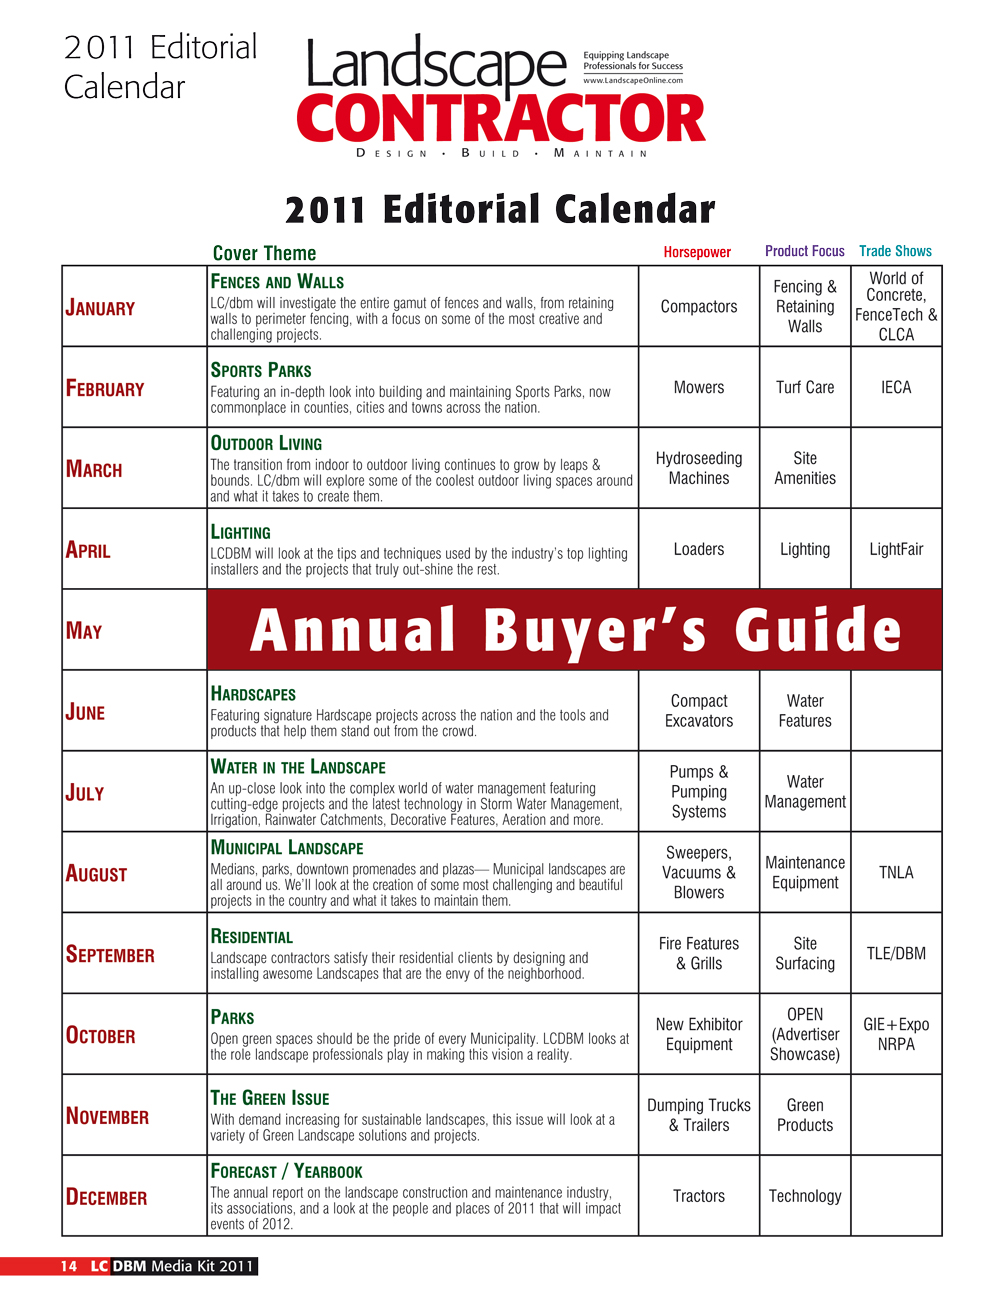 2011 Editorial
Calendar
Landscape
CONTRACTOR
Equipping Landscape
Professionals for Success
www.LandscapeOnline.com
DESIGN • BUILD • MAINTAIN
2011 Editorial Calendar
Cover Theme Horsepower Product Focus Trade Shows
JANUARY
FENCES AND WALLS
LC/dbm will investigate the entire gamut of fences and walls, from retaining
walls to perimeter fencing, with a focus on some of the most creative and
challenging projects.
Compactors
Fencing &
Retaining
Walls
World of
Concrete,
FenceTech &
CLCA
FEBRUARY
SPORTS PARKS
Featuring an in-depth look into building and maintaining Sports Parks, now
commonplace in counties, cities and towns across the nation.
Mowers
Turf Care
IECA
MARCH
OUTDOOR LIVING
The transition from indoor to outdoor living continues to grow by leaps &
bounds. LC/dbm will explore some of the coolest outdoor living spaces around
and what it takes to create them.
Hydroseeding
Machines
Site
Amenities
APRIL
LIGHTING
LCDBM will look at the tips and techniques used by the industry's top lighting
installers and the projects that truly out-shine the rest.
Loaders
Lighting
LightFair
MAY
Annual Buyer's Guide
JUNE
HARDSCAPES
Featuring signature Hardscape projects across the nation and the tools and
products that help them stand out from the crowd.
Compact
Excavators
Water
Features
JULY
WATER IN THE LANDSCAPE
An up-close look into the complex world of water management featuring
cutting-edge projects and the latest technology in Storm Water Management,
Irrigation, Rainwater Catchments, Decorative Features, Aeration and more.
Pumps &
Pumping
Systems
Water
Management
AUGUST
MUNICIPAL LANDSCAPE
Medians, parks, downtown promenades and plazas— Municipal landscapes are
all around us. We'll look at the creation of some most challenging and beautiful
projects in the country and what it takes to maintain them.
Sweepers,
Vacuums &
Blowers
Maintenance
Equipment
TNLA
SEPTEMBER
RESIDENTIAL
Landscape contractors satisfy their residential clients by designing and
installing awesome Landscapes that are the envy of the neighborhood.
Fire Features
& Grills
Site
Surfacing
TLE/DBM
OCTOBER
PARKS
Open green spaces should be the pride of every Municipality. LCDBM looks at
the role landscape professionals play in making this vision a reality.
New Exhibitor
Equipment
OPEN
(Advertiser
Showcase)
GIE+Expo
NRPA
NOVEMBER
THE GREEN ISSUE
With demand increasing for sustainable landscapes, this issue will look at a
variety of Green Landscape solutions and projects.
Dumping Trucks
& Trailers
Green
Products
DECEMBER
FORECAST / YEARBOOK
The annual report on the landscape construction and maintenance industry,
its associations, and a look at the people and places of 2011 that will impact
events of 2012.
Tractors
Technology
14 LC DBM Media Kit 2011